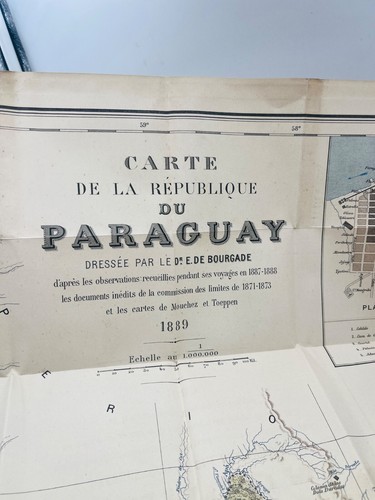 59° 58°
CARTE
DE LA RÉPUBLIQUE
DU
PARAGUAY
DRESSÉE PAR LE Dr. E. DE BOURGADE
d'après les observations recueillies pendant ses voyages en 1887-1888
les documents inédits de la commission des limites de 1871-1873
et les cartes de Mouchez et Toeppen
1889
Echelle au 1/1.000.000
PLA
P
E R I O